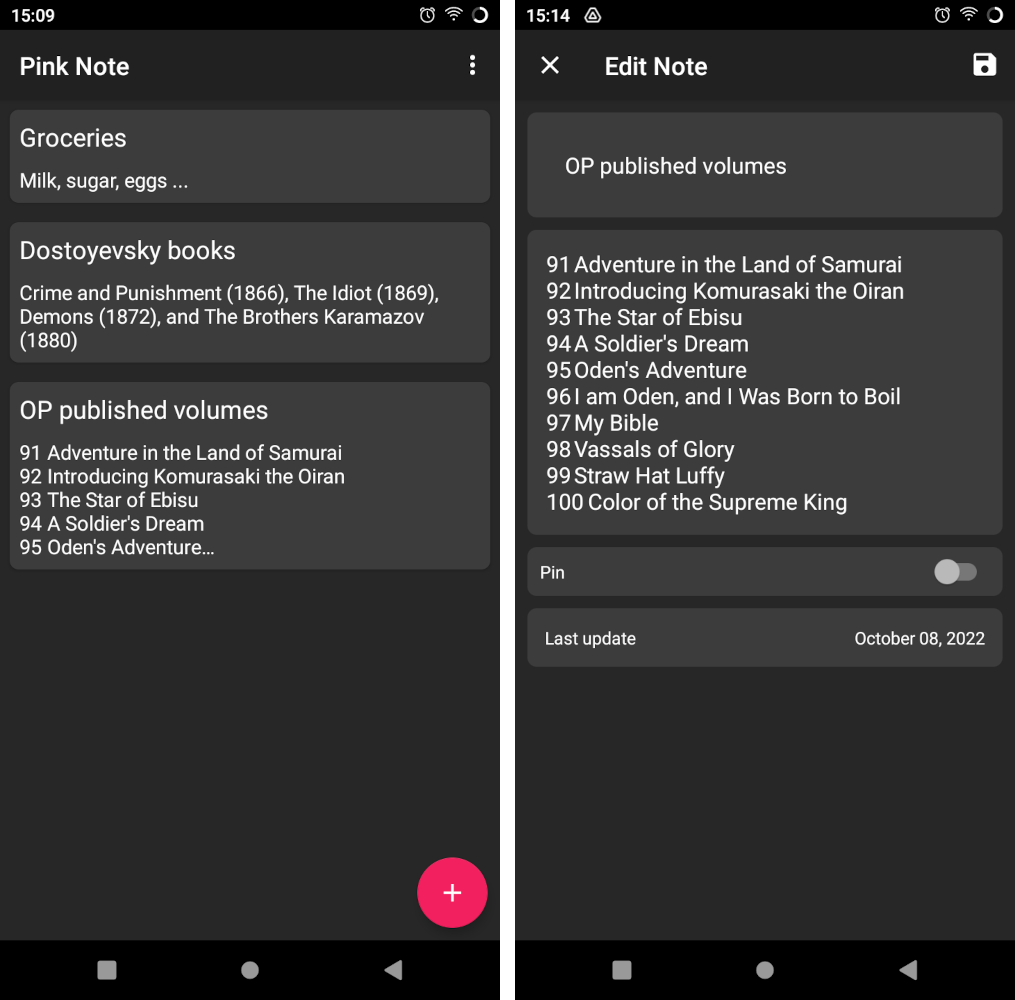 15:09
Pink Note
Groceries
Milk, sugar, eggs ...
Dostoyevsky books
Crime and Punishment (1866), The Idiot (1869),
Demons (1872), and The Brothers Karamazov
(1880)
OP published volumes
91 Adventure in the Land of Samurai
92 Introducing Komurasaki the Oiran
93 The Star of Ebisu
94 A Soldier's Dream
95 Oden's Adventure…
15:14
Edit Note
OP published volumes
91 Adventure in the Land of Samurai
92 Introducing Komurasaki the Oiran
93 The Star of Ebisu
94 A Soldier's Dream
95 Oden's Adventure
96 I am Oden, and I Was Born to Boil
97 My Bible
98 Vassals of Glory
99 Straw Hat Luffy
100 Color of the Supreme King
Pin
Last update October 08, 2022